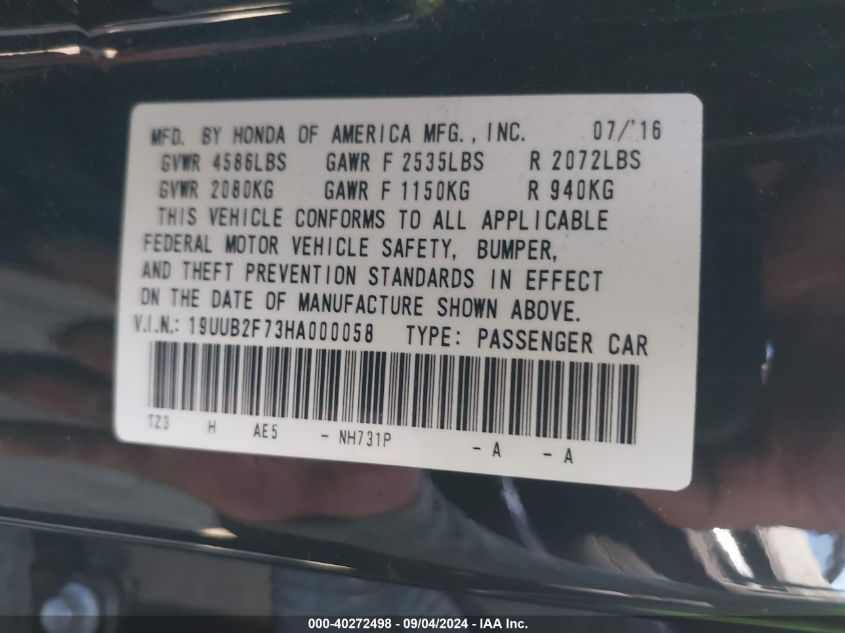 MFD. BY HONDA OF AMERICA MFG., INC. 07/'16
GVWR 4586LBS GAWR F 2535LBS R 2072LBS
GVWR 2080KG GAWR F 1150KG R 940KG
THIS VEHICLE CONFORMS TO ALL APPLICABLE
FEDERAL MOTOR VEHICLE SAFETY, BUMPER,
AND THEFT PREVENTION STANDARDS IN EFFECT
ON THE DATE OF MANUFACTURE SHOWN ABOVE.
V.I.N.: 19UUB2F73HA000058 TYPE: PASSENGER CAR
TZ3 H AE5 - NH731P - A - A
000-40272498 - 09/04/2024 - IAA Inc.